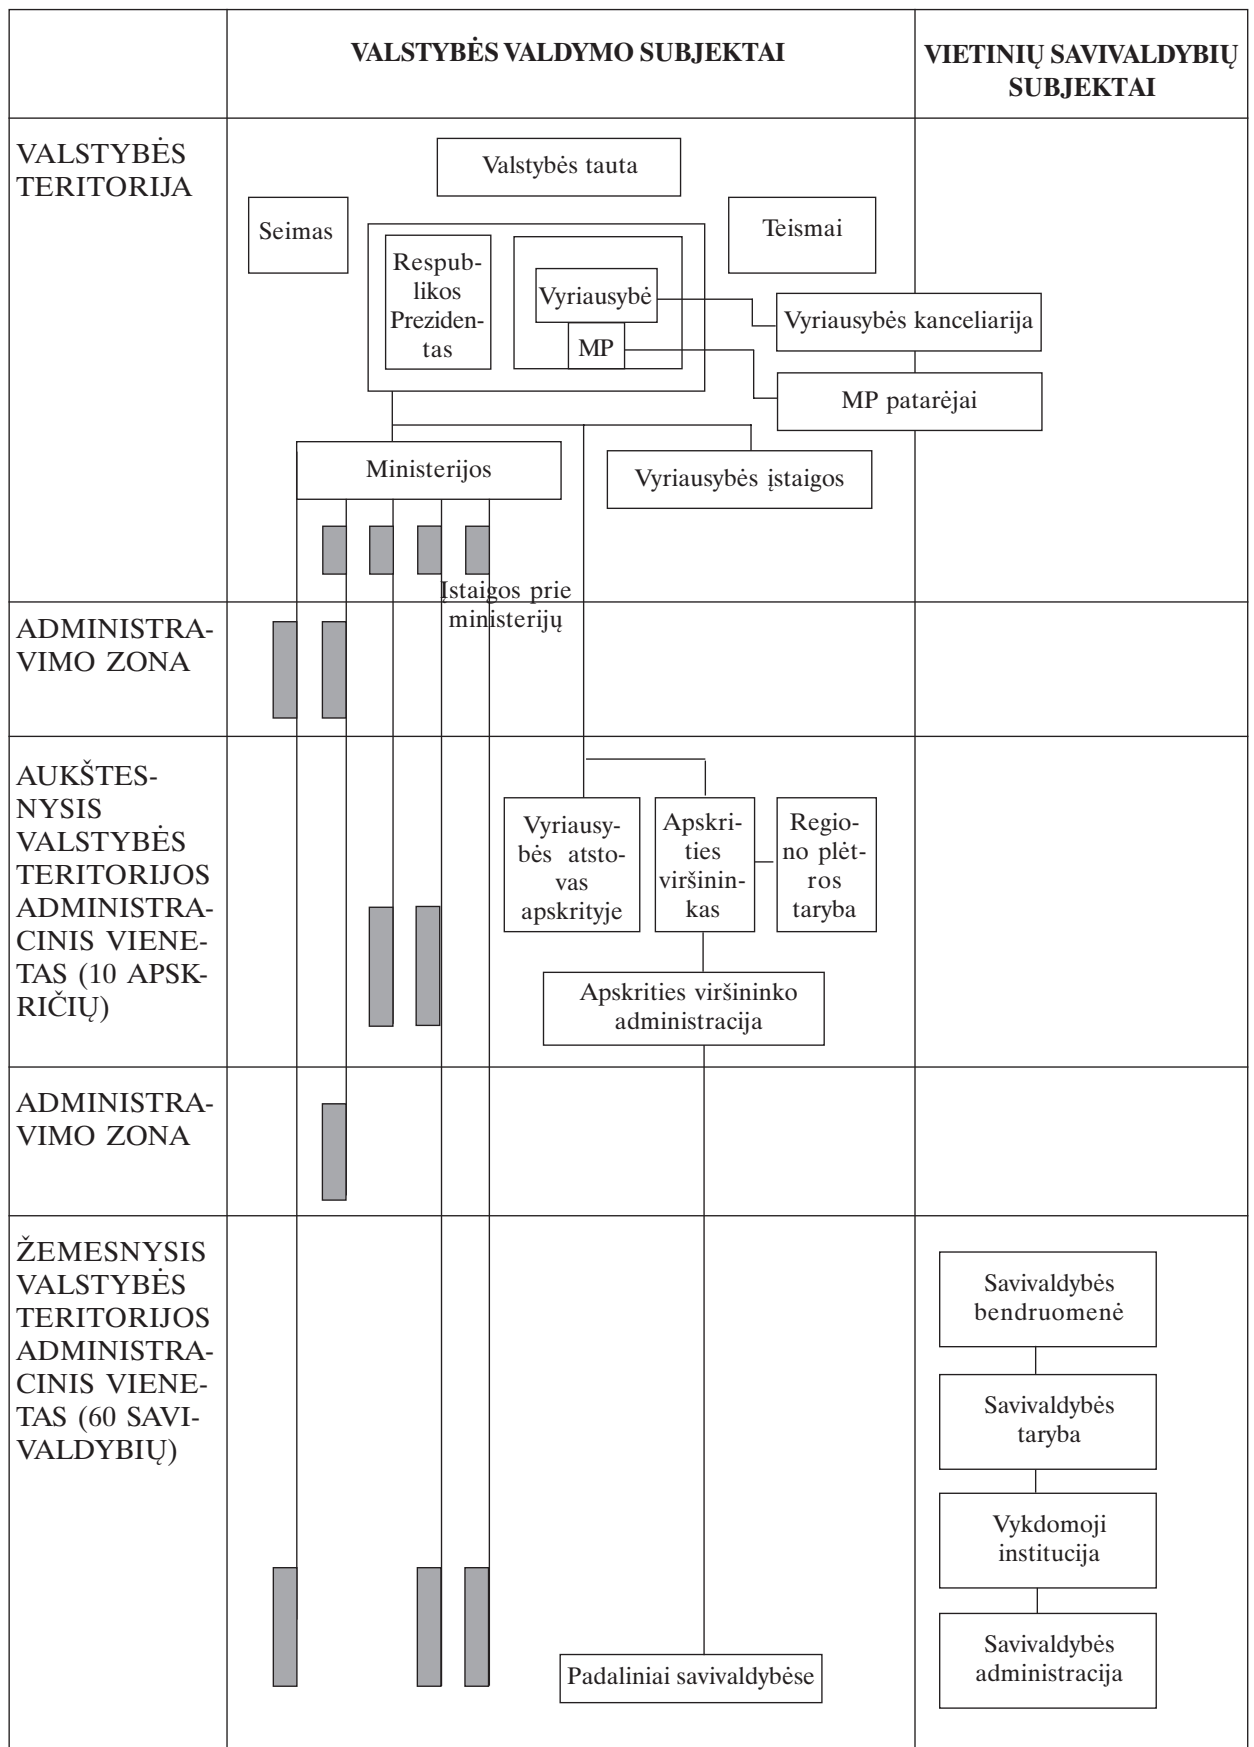 VALSTYBĖS VALDYMO SUBJEKTAI
VIETINIŲ SAVIVALDYBIŲ
SUBJEKTAI
VALSTYBĖS
TERITORIJA
Valstybės tauta
Seimas
Teismai
Respub-
likos
Preziden-
tas
Vyriausybė
MP
Vyriausybės kanceliarija
MP patarėjai
Ministerijos
Vyriausybės įstaigos
Įstaigos prie
ministerijų
ADMINISTRA-
VIMO ZONA
AUKŠTES-
NYSIS
VALSTYBĖS
TERITORIJOS
ADMINISTRA-
CINIS VIENE-
TAS (10 APSK-
RIČIŲ)
Vyriausy-
bės atsto-
vas
apskrityje
Apskri-
ties
viršinin-
kas
Regio-
no plėt-
ros
taryba
Apskrities viršininko
administracija
ADMINISTRA-
VIMO ZONA
ŽEMESNYSIS
VALSTYBĖS
TERITORIJOS
ADMINISTRA-
CINIS VIENE-
TAS (60 SAVI-
VALDYBIŲ)
Savivaldybės
bendruomenė
Savivaldybės
taryba
Vykdomoji
institucija
Savivaldybės
administracija
Padaliniai savivaldybėse